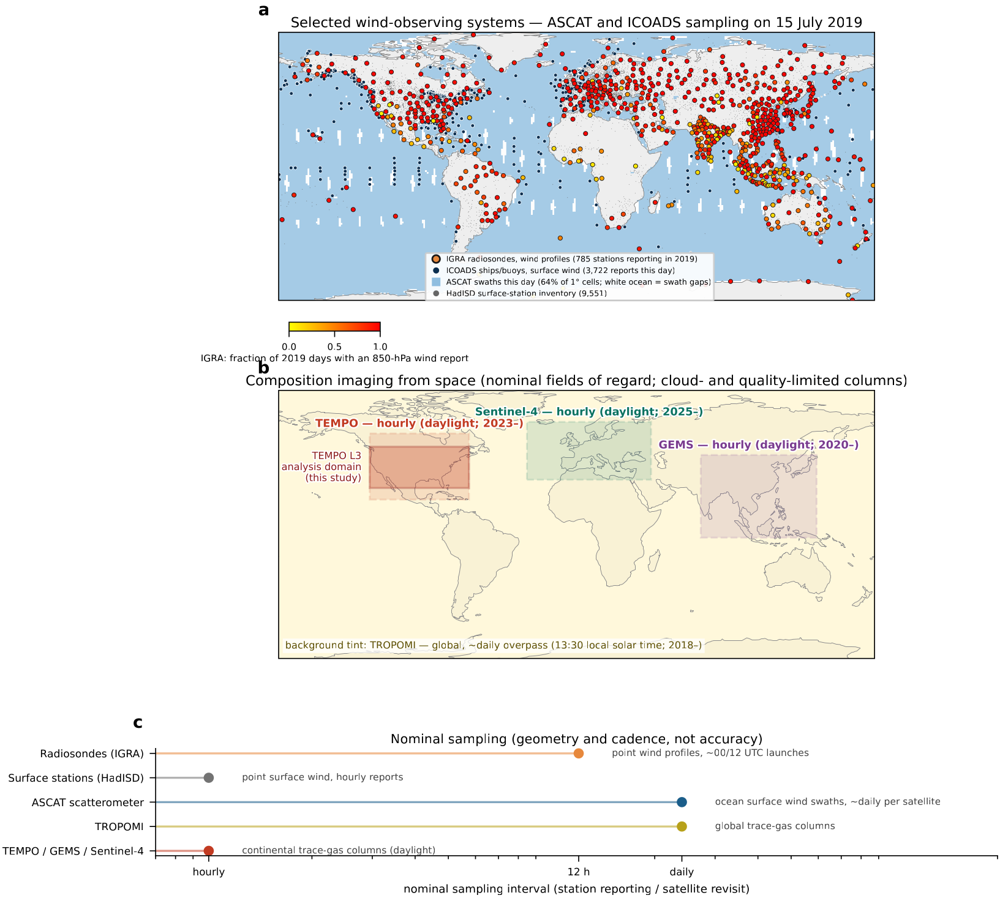 a
Selected wind-observing systems — ASCAT and ICOADS sampling on 15 July 2019
IGRA radiosondes, wind profiles (785 stations reporting in 2019)
ICOADS ships/buoys, surface wind (3,722 reports this day)
ASCAT swaths this day (64% of 1° cells; white ocean = swath gaps)
HadISD surface-station inventory (9,551)
0.0 0.5 1.0
IGRA: fraction of 2019 days with an 850-hPa wind report
b
Composition imaging from space (nominal fields of regard; cloud- and quality-limited columns)
Sentinel-4 — hourly (daylight; 2025–)
TEMPO — hourly (daylight; 2023–)
GEMS — hourly (daylight; 2020–)
TEMPO L3
analysis domain
(this study)
background tint: TROPOMI — global, ~daily overpass (13:30 local solar time; 2018–)
c
Nominal sampling (geometry and cadence, not accuracy)
Radiosondes (IGRA) point wind profiles, ~00/12 UTC launches
Surface stations (HadISD) point surface wind, hourly reports
ASCAT scatterometer ocean surface wind swaths, ~daily per satellite
TROPOMI global trace-gas columns
TEMPO / GEMS / Sentinel-4 continental trace-gas columns (daylight)
hourly 12 h daily
nominal sampling interval (station reporting / satellite revisit)